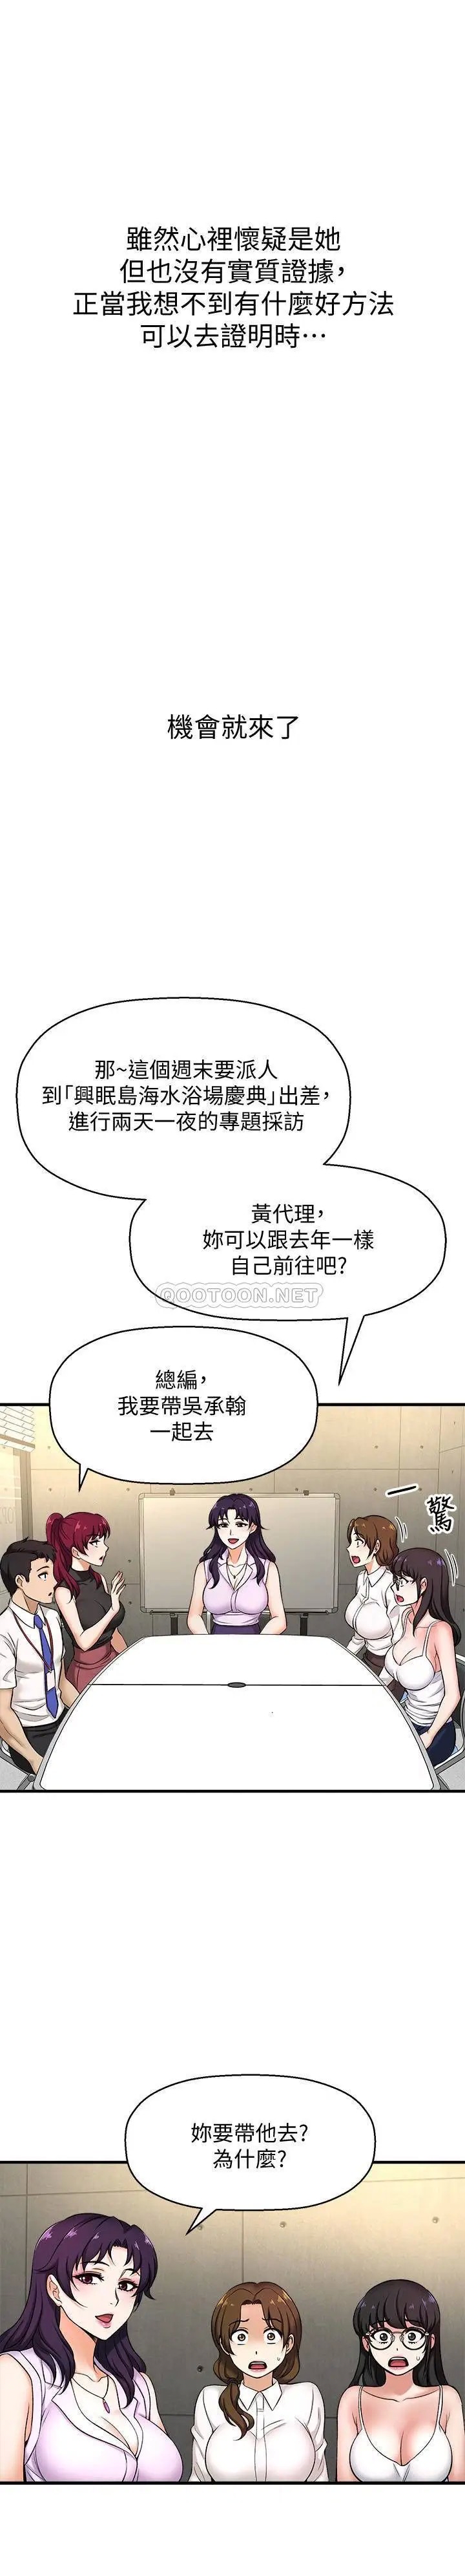 雖然心裡懷疑是她
但也沒有實質證據，
正當我想不到有什麼好方法
可以去證明時…
機會就來了
那~這個週末要派人
到「興眠島海水浴場慶典」出差，
進行兩天一夜的專題採訪
黃代理，
妳可以跟去年一樣
自己前往吧?
QOOTOON.NET
總編，
我要帶吳承翰
一起去
一驚
妳要帶他去?
為什麼?